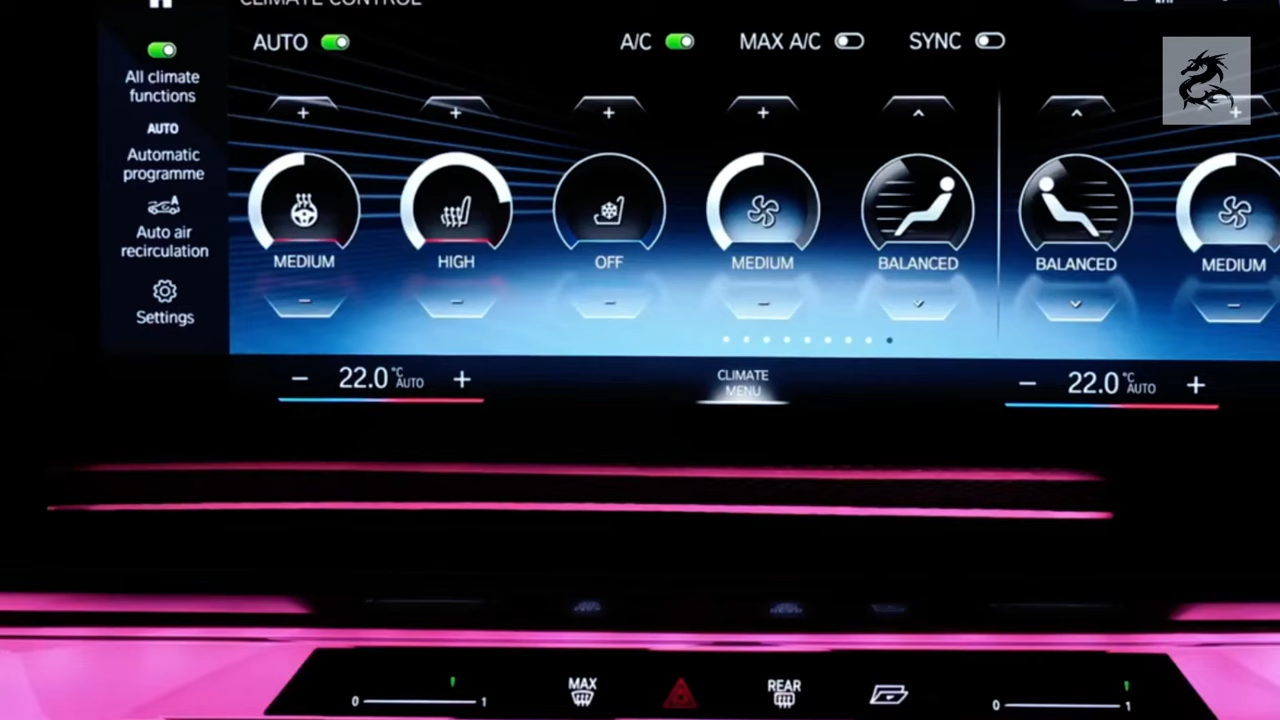 CLIMATE CONTROL
AUTO
A/C
MAX A/C
SYNC
All climate
functions
AUTO
Automatic
programme
A
Auto air
recirculation
Settings
+ + + + +
MEDIUM
HIGH
OFF
MEDIUM
BALANCED
BALANCED
MEDIUM
− − − − −
− 22.0 °C AUTO +
CLIMATE
MENU
− 22.0 °C AUTO +
0 1
MAX
REAR
0 1